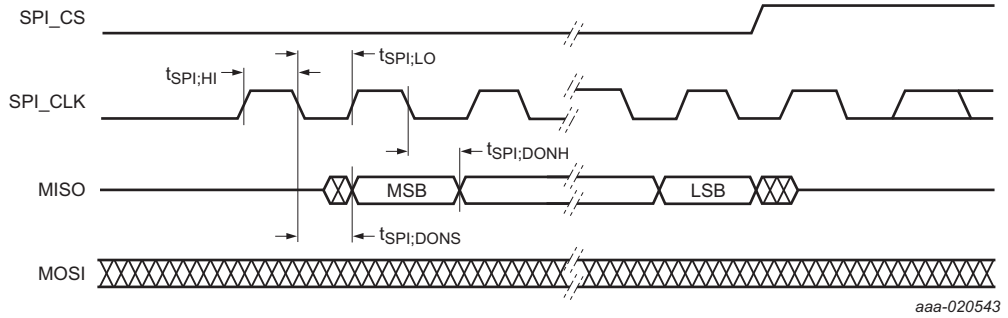 SPI_CS
tSPI;LO
tSPI;HI
SPI_CLK
tSPI;DONH
MISO
MSB
LSB
tSPI;DONS
MOSI
aaa-020543